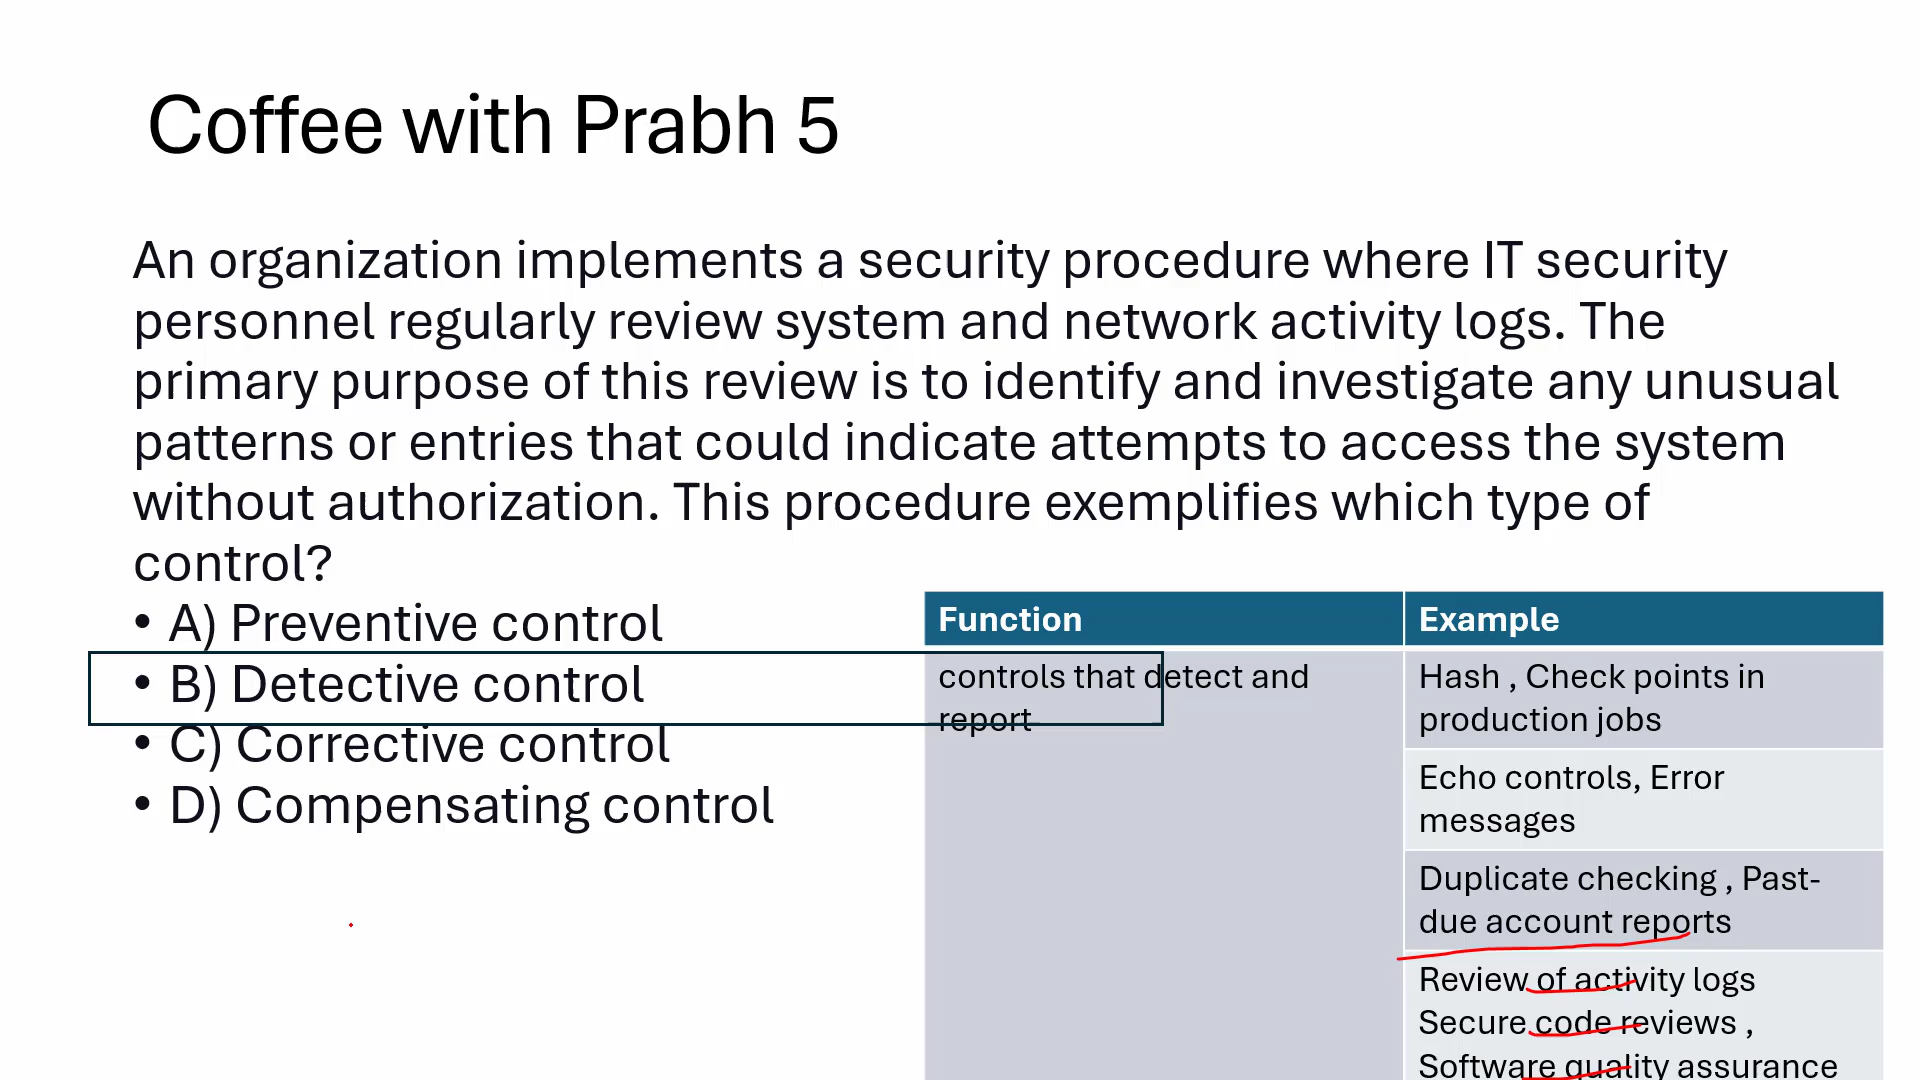 Coffee with Prabh 5
An organization implements a security procedure where IT security
personnel regularly review system and network activity logs. The
primary purpose of this review is to identify and investigate any unusual
patterns or entries that could indicate attempts to access the system
without authorization. This procedure exemplifies which type of
control?
• A) Preventive control
• B) Detective control
• C) Corrective control
• D) Compensating control
Function
Example
controls that detect and
report
Hash , Check points in
production jobs
Echo controls, Error
messages
Duplicate checking , Past-
due account reports
Review of activity logs
Secure code reviews ,
Software quality assurance